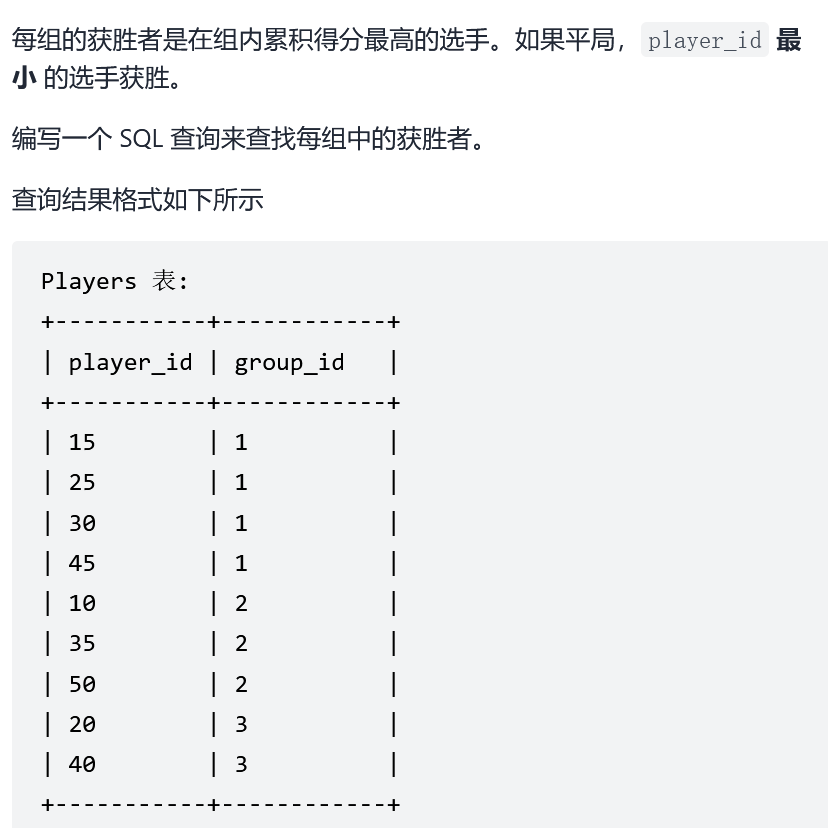 每组的获胜者是在组内累积得分最高的选手。如果平局，player_id 最
小 的选手获胜。
编写一个 SQL 查询来查找每组中的获胜者。
查询结果格式如下所示
Players 表:
+-----------+------------+
| player_id | group_id   |
+-----------+------------+
| 15        | 1          |
| 25        | 1          |
| 30        | 1          |
| 45        | 1          |
| 10        | 2          |
| 35        | 2          |
| 50        | 2          |
| 20        | 3          |
| 40        | 3          |
+-----------+------------+